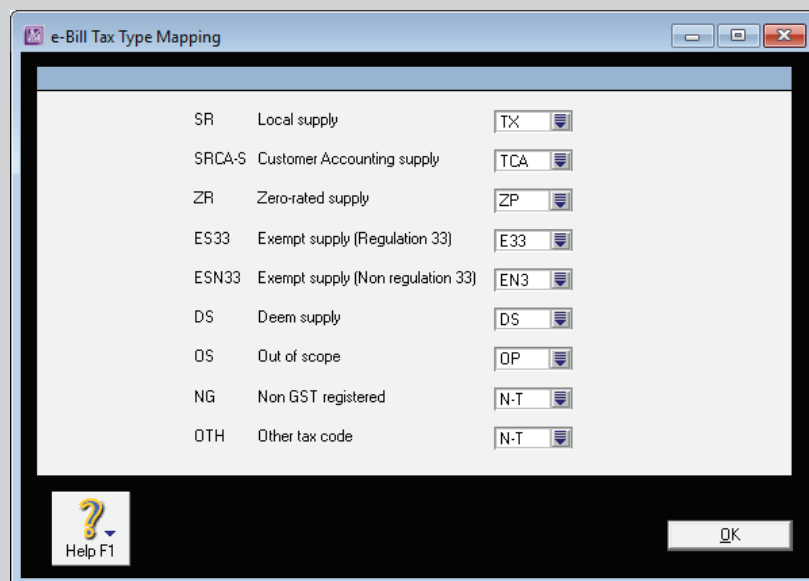 e-Bill Tax Type Mapping
SR Local supply TX
SRCA-S Customer Accounting supply TCA
ZR Zero-rated supply ZP
ES33 Exempt supply (Regulation 33) E33
ESN33 Exempt supply (Non regulation 33) EN3
DS Deem supply DS
OS Out of scope OP
NG Non GST registered N-T
OTH Other tax code N-T
Help F1
OK